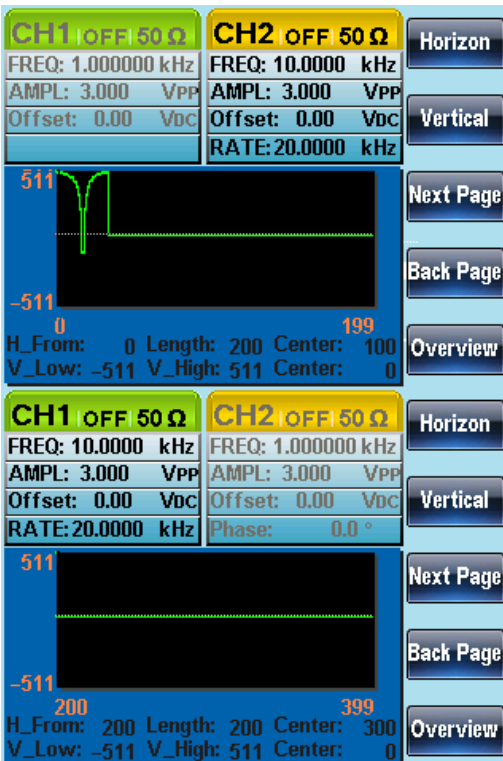 CH1 OFF 50 Ω CH2 OFF 50 Ω Horizon
FREQ: 1.000000 kHz FREQ: 10.0000 kHz
AMPL: 3.000 VPP AMPL: 3.000 VPP
Offset: 0.00 VDC Offset: 0.00 VDC Vertical
RATE: 20.0000 kHz
511
Next Page
Back Page
-511
0 199
H_From: 0 Length: 200 Center: 100 Overview
V_Low: -511 V_High: 511 Center: 0
CH1 OFF 50 Ω CH2 OFF 50 Ω Horizon
FREQ: 10.0000 kHz FREQ: 1.000000 kHz
AMPL: 3.000 VPP AMPL: 3.000 VPP
Offset: 0.00 VDC Offset: 0.00 VDC Vertical
RATE: 20.0000 kHz Phase: 0.0 °
511
Next Page
Back Page
-511
200 399
H_From: 200 Length: 200 Center: 300 Overview
V_Low: -511 V_High: 511 Center: 0